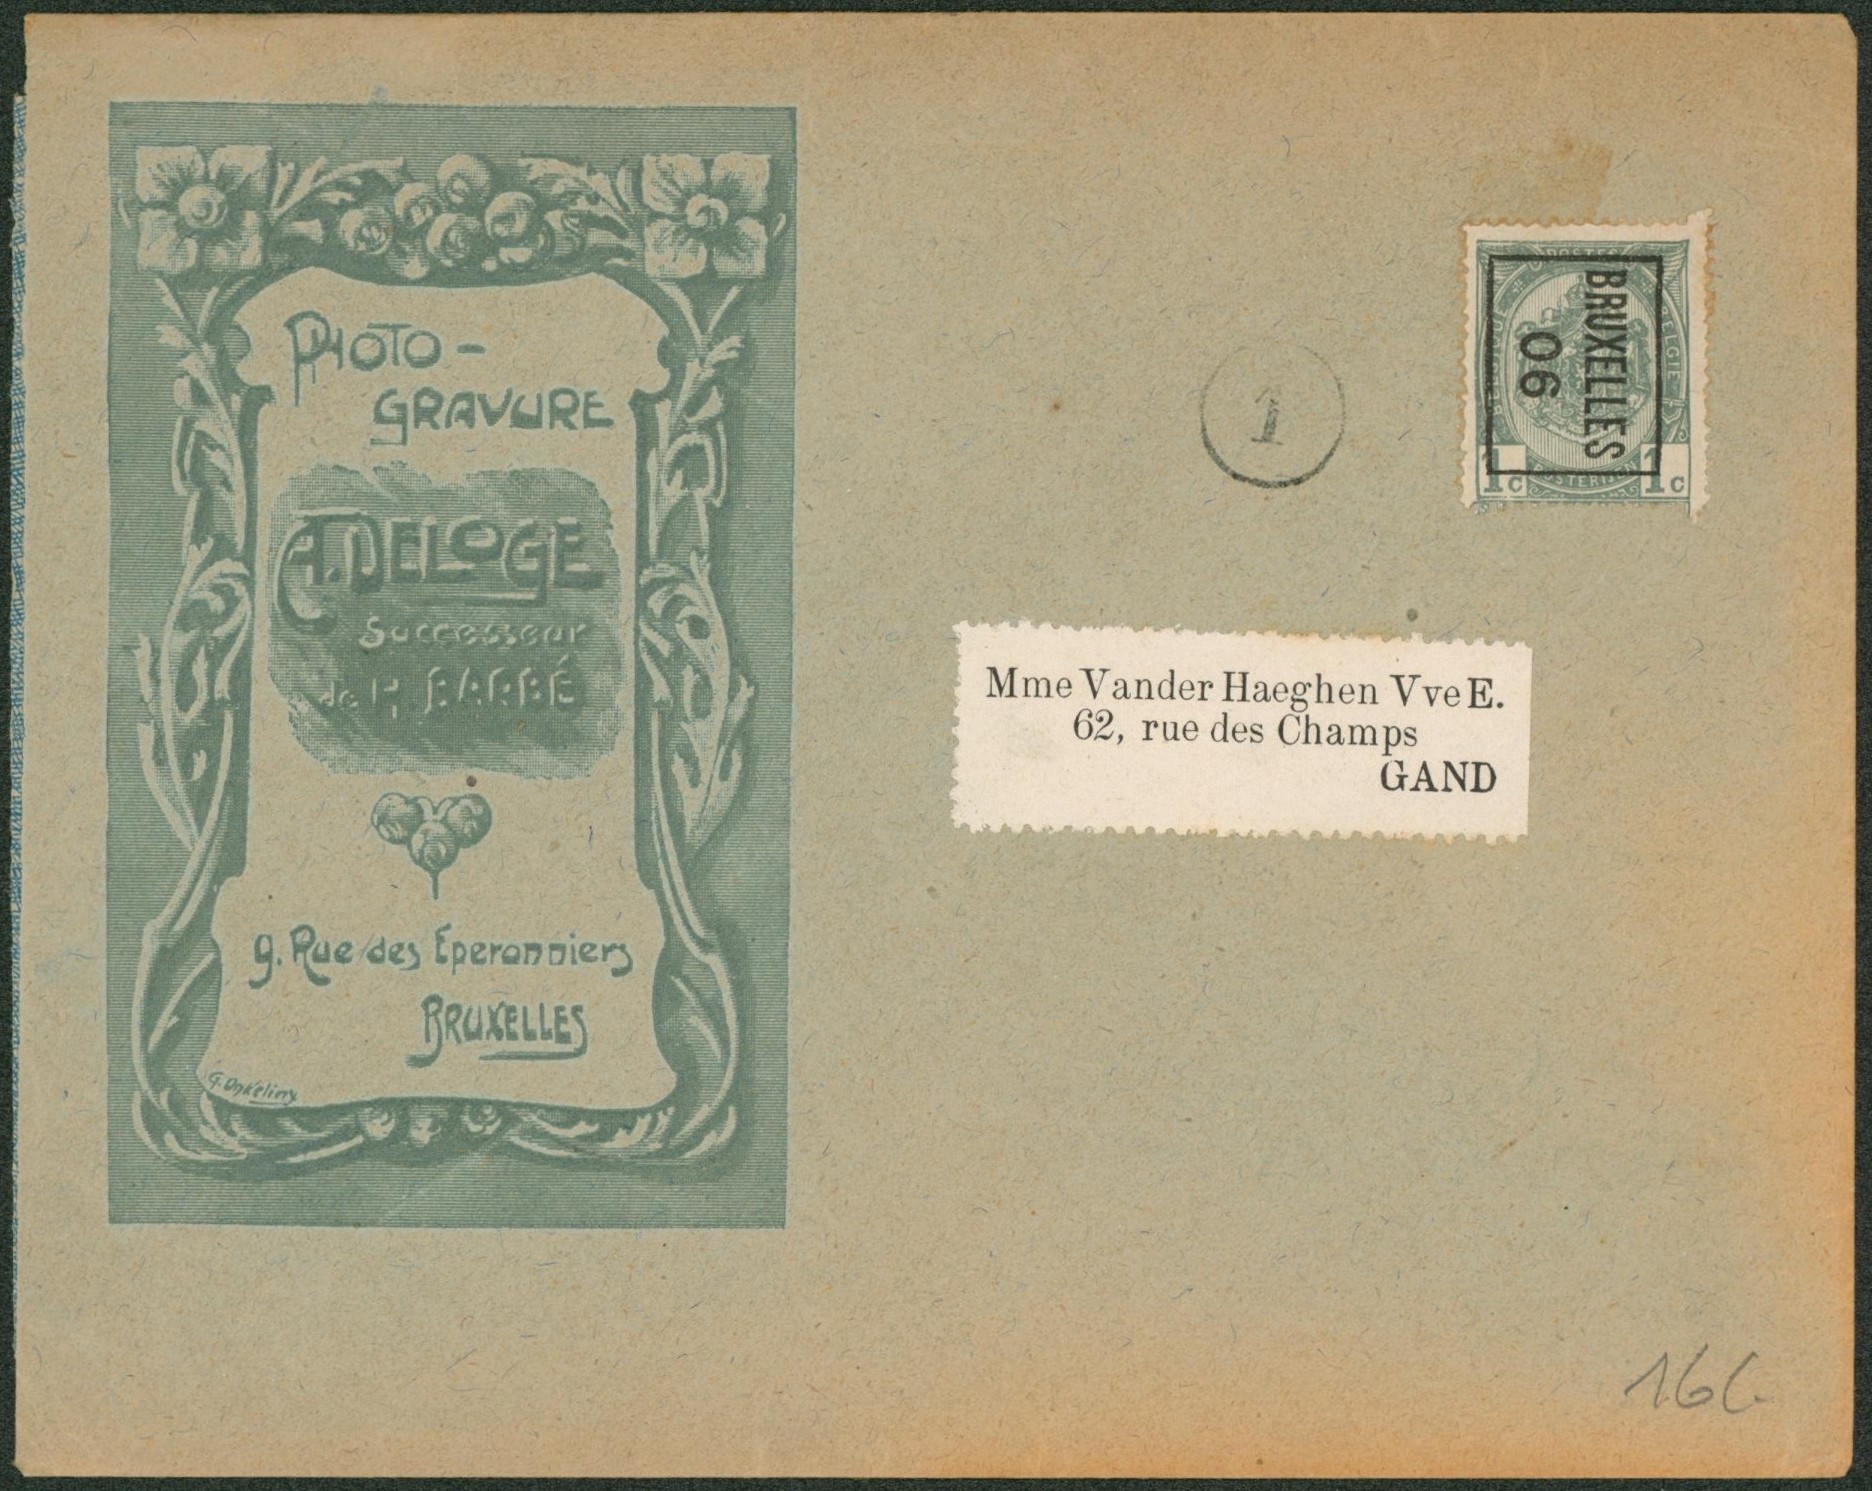 PHOTO-
GRAVURE
A. DELOGE
Successeur
de H. BARBÉ
9. Rue des Eperonniers
BRUXELLES
G. Onkelinx
1
BRUXELLES
06
1c 1c
Mme Vander Haeghen Vve E.
62, rue des Champs
GAND